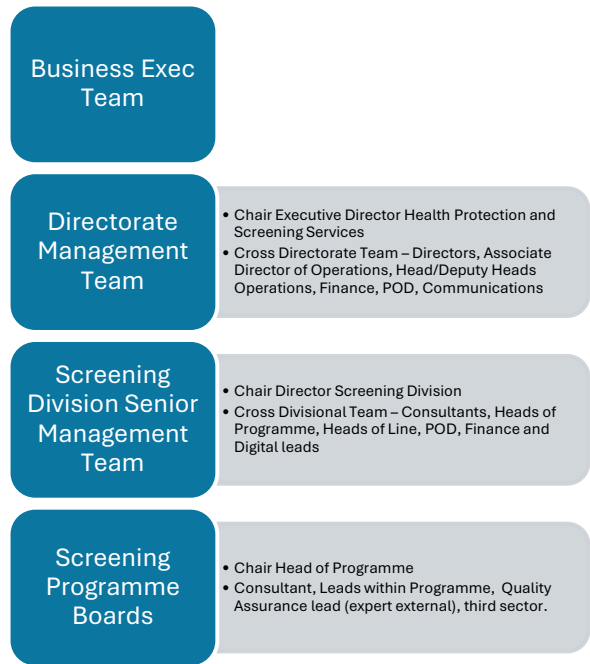 Business Exec
Team
Directorate
Management
Team
• Chair Executive Director Health Protection and
Screening Services
• Cross Directorate Team – Directors, Associate
Director of Operations, Head/Deputy Heads
Operations, Finance, POD, Communications
Screening
Division Senior
Management
Team
• Chair Director Screening Division
• Cross Divisional Team – Consultants, Heads of
Programme, Heads of Line, POD, Finance and
Digital leads
Screening
Programme
Boards
• Chair Head of Programme
• Consultant, Leads within Programme, Quality
Assurance lead (expert external), third sector.